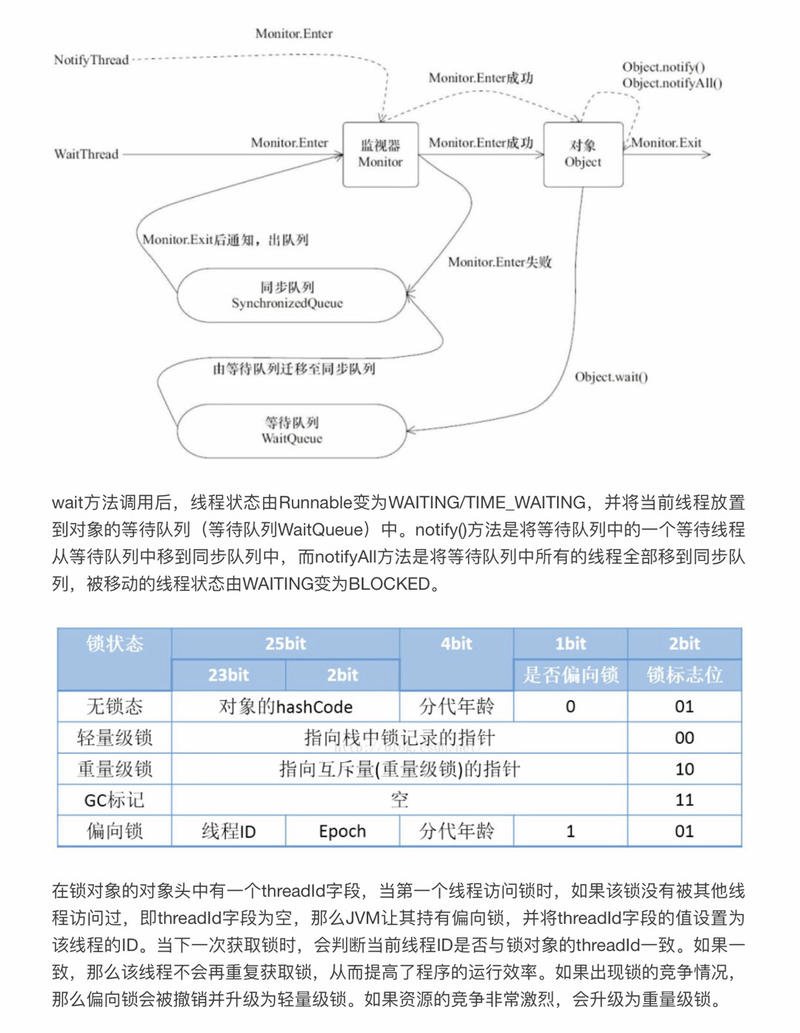 Monitor.Enter
NotifyThread
Object.notify()
Object.notifyAll()
Monitor.Enter成功
WaitThread
Monitor.Enter
监视器
Monitor
Monitor.Enter成功
对象
Object
Monitor.Exit
Monitor.Exit后通知，出队列
Monitor.Enter失败
同步队列
SynchronizedQueue
由等待队列迁移至同步队列
Object.wait()
等待队列
WaitQueue
wait方法调用后，线程状态由Runnable变为WAITING/TIME_WAITING，并将当前线程放置
到对象的等待队列（等待队列WaitQueue）中。notify()方法是将等待队列中的一个等待线程
从等待队列中移到同步队列中，而notifyAll方法是将等待队列中所有的线程全部移到同步队
列，被移动的线程状态由WAITING变为BLOCKED。
锁状态 25bit 4bit 1bit 2bit
23bit 2bit 是否偏向锁 锁标志位
无锁态 对象的hashCode 分代年龄 0 01
轻量级锁 指向栈中锁记录的指针 00
重量级锁 指向互斥量(重量级锁)的指针 10
GC标记 空 11
偏向锁 线程ID Epoch 分代年龄 1 01
在锁对象的对象头中有一个threadId字段，当第一个线程访问锁时，如果该锁没有被其他线
程访问过，即threadId字段为空，那么JVM让其持有偏向锁，并将threadId字段的值设置为
该线程的ID。当下一次获取锁时，会判断当前线程ID是否与锁对象的threadId一致。如果一
致，那么该线程不会再重复获取锁，从而提高了程序的运行效率。如果出现锁的竞争情况，
那么偏向锁会被撤销并升级为轻量级锁。如果资源的竞争非常激烈，会升级为重量级锁。